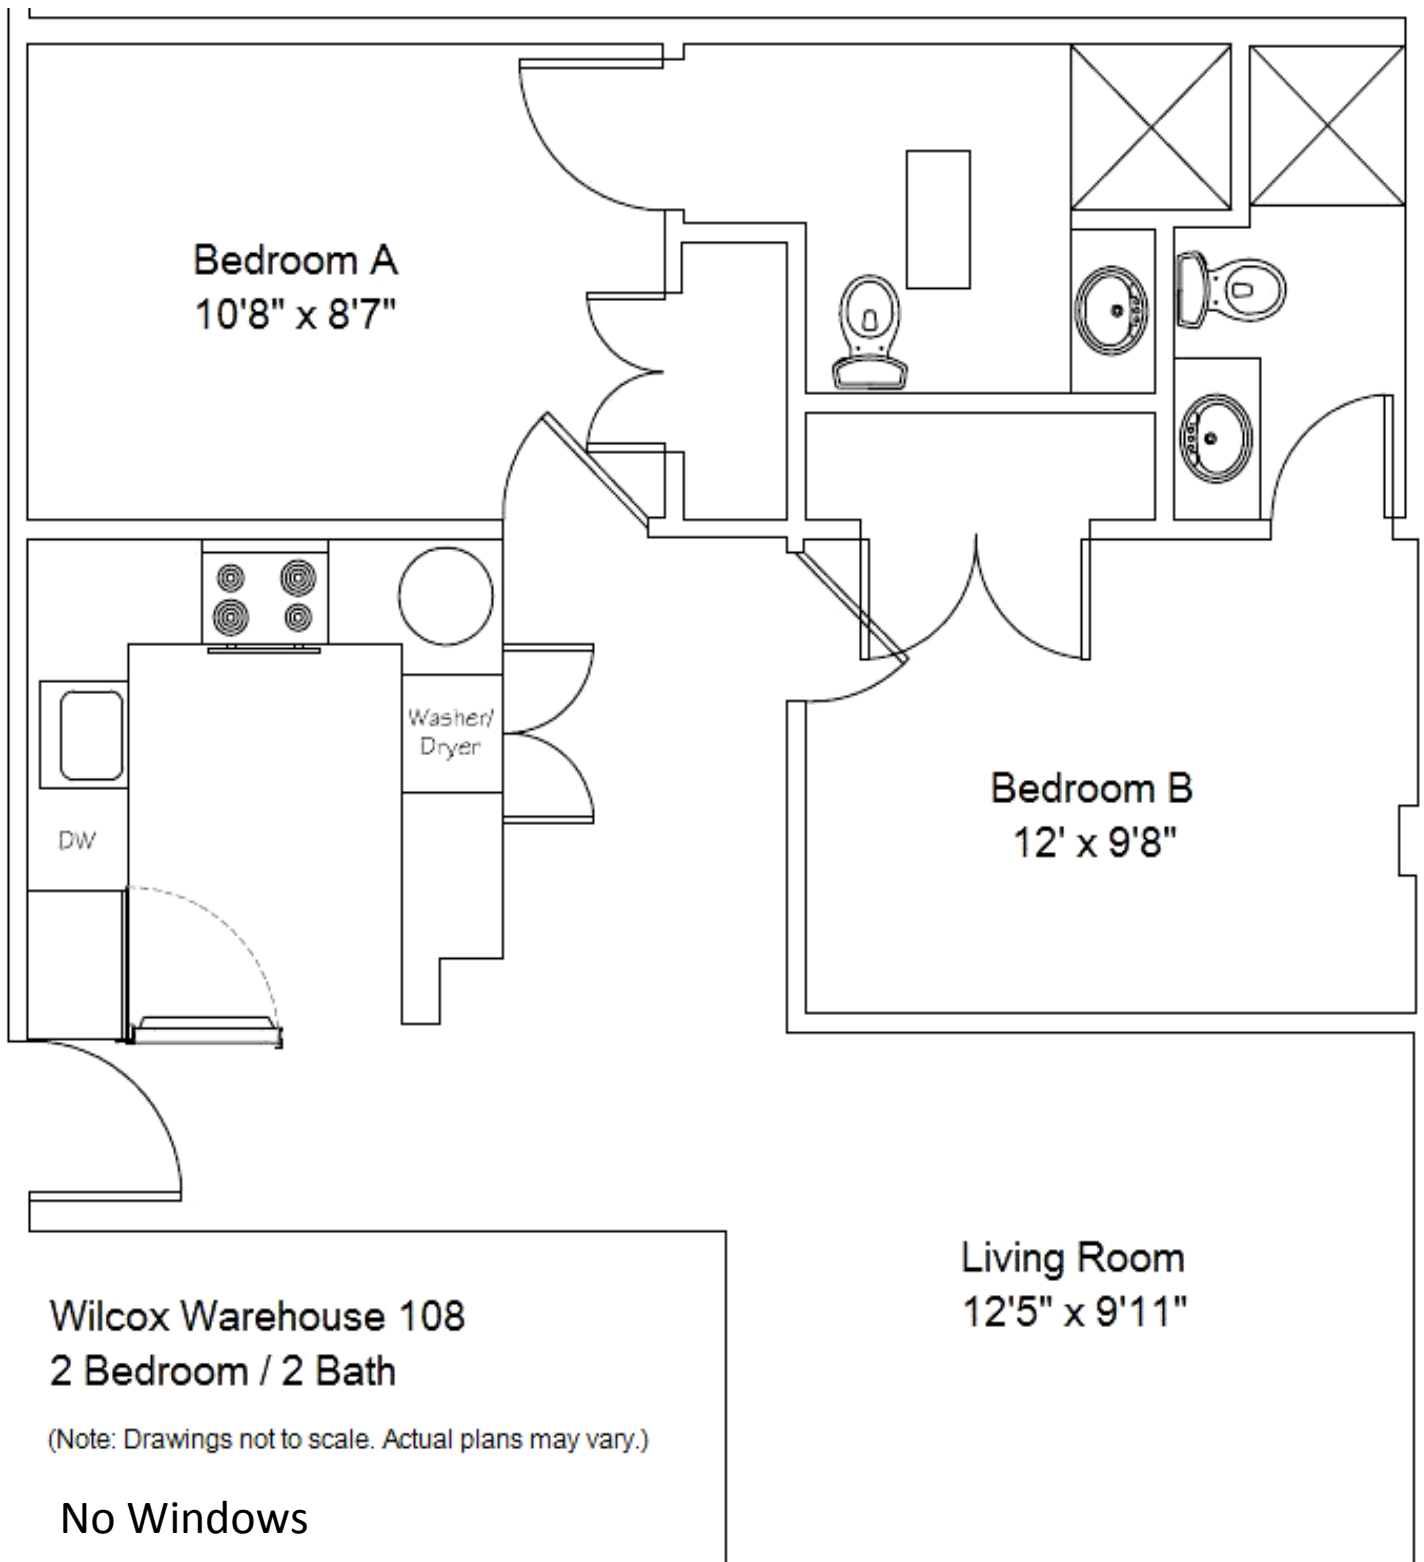 Bedroom A
10'8" x 8'7"
Washer/
Dryer
DW
Bedroom B
12' x 9'8"
Living Room
12'5" x 9'11"
Wilcox Warehouse 108
2 Bedroom / 2 Bath
(Note: Drawings not to scale. Actual plans may vary.)
No Windows